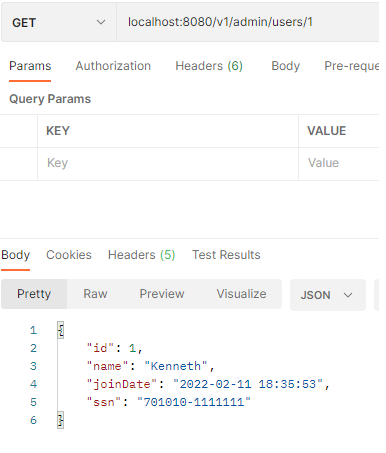 GET localhost:8080/v1/admin/users/1
Params Authorization Headers (6) Body Pre-reque
Query Params
KEY VALUE
Key Value
Body Cookies Headers (5) Test Results
Pretty Raw Preview Visualize JSON
1 {
2 "id": 1,
3 "name": "Kenneth",
4 "joinDate": "2022-02-11 18:35:53",
5 "ssn": "701010-1111111"
6 }